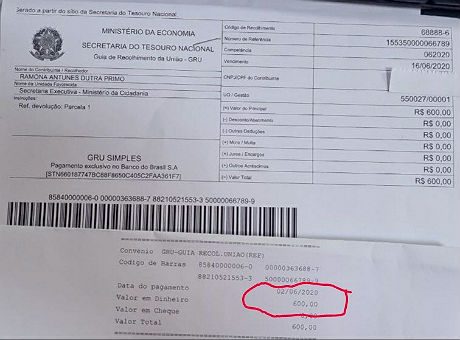 Gerado a partir do sítio da Secretaria do Tesouro Nacional
MINISTÉRIO DA ECONOMIA
SECRETARIA DO TESOURO NACIONAL
Guia de Recolhimento da União - GRU
Código de Recolhimento 68888-6
Número de Referência 155350000066789
Competência 062020
Vencimento 16/06/2020
Nome do Contribuinte / Recolhedor
RAMONA ANTUNES DUTRA PRIMO
CNPJ/CPF do Contribuinte
Nome da Unidade Favorecida
Secretaria Executiva - Ministério da Cidadania
UG / Gestão 550027/00001
Instruções:
Ref. devolução: Parcela 1
(=) Valor do Principal R$ 600,00
(-) Desconto/Abatimento R$ 0,00
(-) Outras Deduções R$ 0,00
(+) Mora / Multa R$ 0,00
(+) Juros / Encargos R$ 0,00
(+) Outros Acréscimos R$ 0,00
(=) Valor Total R$ 600,00
GRU SIMPLES
Pagamento exclusivo no Banco do Brasil S.A
85840000006-0 00000363688-7 88210521553-3 50000066789-9
Convenio GRU-GUIA RECOL.UNIAO(REF)
Codigo de Barras 85840000006-0 00000363688-7
88210521553-3 50000066789-9
Data do pagamento 02/06/2020
Valor em Dinheiro 600,00
Valor em Cheque
Valor Total 600,00